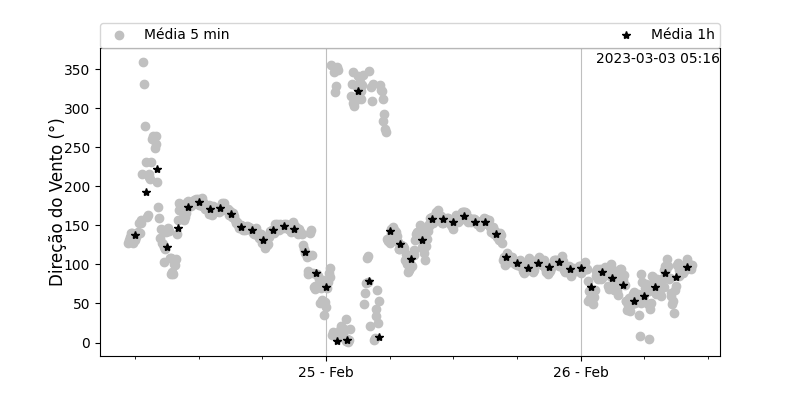 Média 5 min
Média 1h
2023-03-03 05:16
Direção do Vento (°)
350
300
250
200
150
100
50
0
25 - Feb
26 - Feb